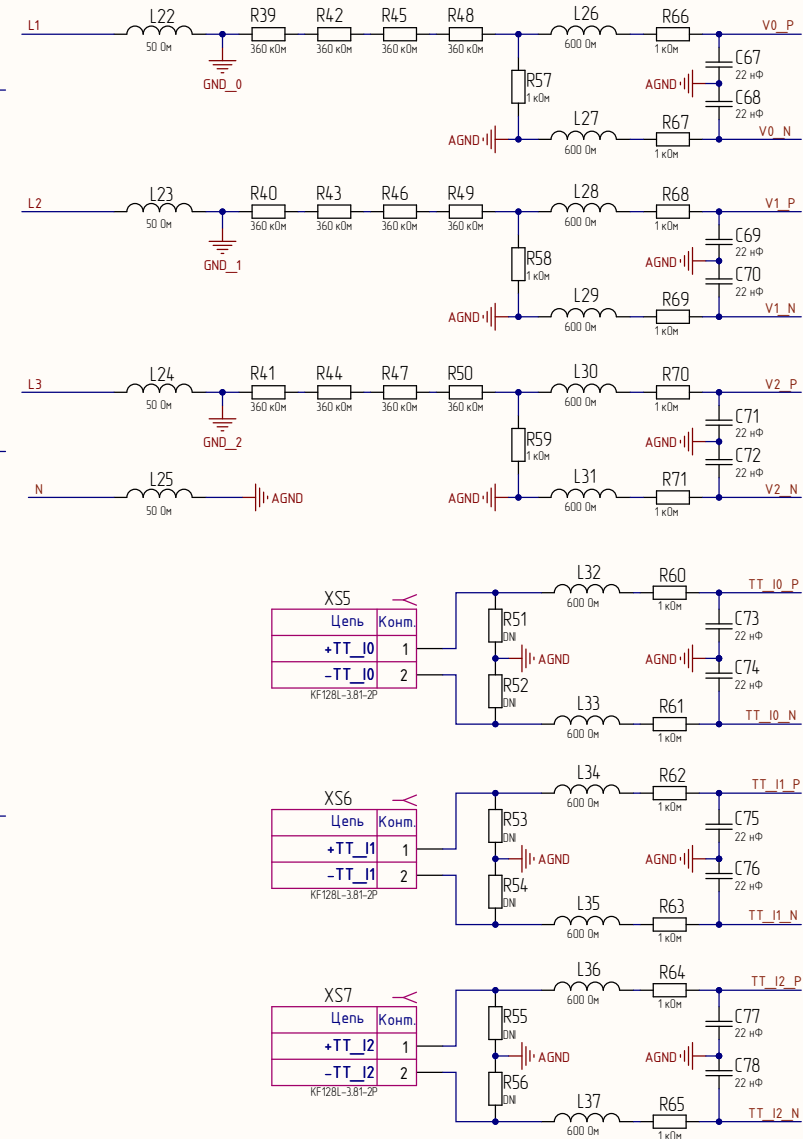 L1 L22 R39 R42 R45 R48 L26 R66 V0_P
50 Ом 360 кОм 360 кОм 360 кОм 360 кОм 600 Ом 1 кОм
C67
22 нФ
GND_0 R57 AGND
1 кОм C68
22 нФ
L27 R67 V0_N
AGND 600 Ом 1 кОм
L2 L23 R40 R43 R46 R49 L28 R68 V1_P
50 Ом 360 кОм 360 кОм 360 кОм 360 кОм 600 Ом 1 кОм
C69
22 нФ
GND_1 R58 AGND
1 кОм C70
22 нФ
L29 R69 V1_N
AGND 600 Ом 1 кОм
L3 L24 R41 R44 R47 R50 L30 R70 V2_P
50 Ом 360 кОм 360 кОм 360 кОм 360 кОм 600 Ом 1 кОм
C71
22 нФ
GND_2 R59 AGND
1 кОм C72
22 нФ
N L25 L31 R71 V2_N
50 Ом AGND AGND 600 Ом 1 кОм
L32 R60 TT_I0_P
600 Ом 1 кОм
XS5
Цепь Конт. R51 C73
DNI 22 нФ
+TT_I0 1 AGND AGND
-TT_I0 2 R52 C74
KF128L-3.81-2P DNI 22 нФ
L33 R61 TT_I0_N
600 Ом 1 кОм
L34 R62 TT_I1_P
600 Ом 1 кОм
XS6
Цепь Конт. R53 C75
DNI 22 нФ
+TT_I1 1 AGND AGND
-TT_I1 2 R54 C76
KF128L-3.81-2P DNI 22 нФ
L35 R63 TT_I1_N
600 Ом 1 кОм
L36 R64 TT_I2_P
600 Ом 1 кОм
XS7
Цепь Конт. R55 C77
DNI 22 нФ
+TT_I2 1 AGND AGND
-TT_I2 2 R56 C78
KF128L-3.81-2P DNI 22 нФ
L37 R65 TT_I2_N
600 Ом 1 кОм